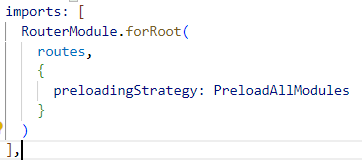 imports: [
  RouterModule.forRoot(
    routes,
    {
      preloadingStrategy: PreloadAllModules
    }
  )
],